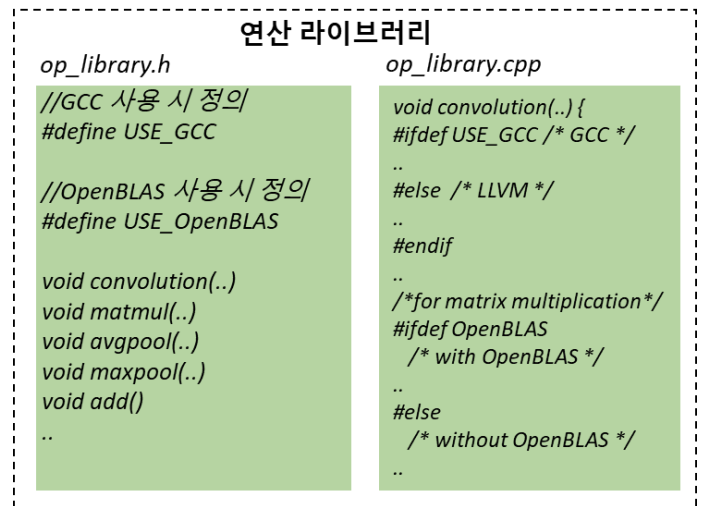 연산 라이브러리
op_library.h
//GCC 사용 시 정의
#define USE_GCC
//OpenBLAS 사용 시 정의
#define USE_OpenBLAS
void convolution(..)
void matmul(..)
void avgpool(..)
void maxpool(..)
void add()
..
op_library.cpp
void convolution(..) {
#ifdef USE_GCC /* GCC */
..
#else /* LLVM */
..
#endif
..
/*for matrix multiplication*/
#ifdef OpenBLAS
/* with OpenBLAS */
..
#else
/* without OpenBLAS */
..